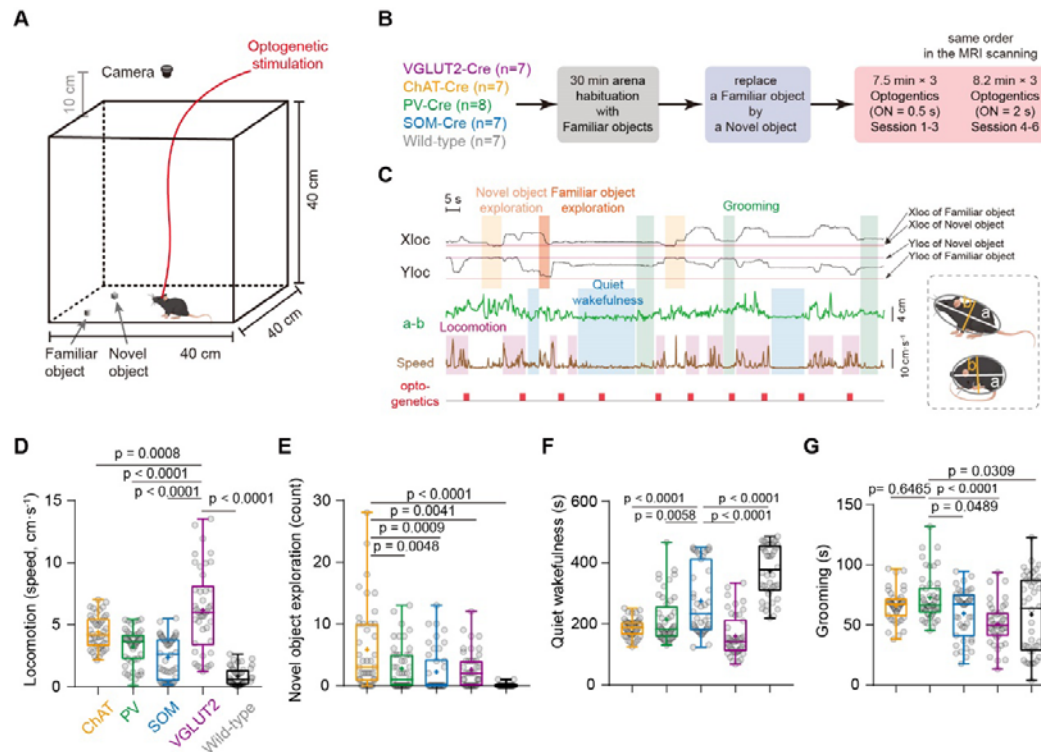 A
Optogenetic
stimulation
Camera
10 cm
40 cm
40 cm
40 cm
Familiar
object
Novel
object
B
same order
in the MRI scanning
VGLUT2-Cre (n=7)
ChAT-Cre (n=7)
PV-Cre (n=8)
SOM-Cre (n=7)
Wild-type (n=7)
30 min arena
habituation
with
Familiar objects
replace
a Familiar object
by
a Novel object
7.5 min × 3
Optogentics
(ON = 0.5 s)
Session 1-3
8.2 min × 3
Optogentics
(ON = 2 s)
Session 4-6
C
5 s
Novel object
exploration
Familiar object
exploration
Grooming
Xloc
Xloc of Familiar object
Xloc of Novel object
Yloc
Yloc of Novel object
Yloc of Familiar object
Quiet
wakefulness
a-b
4 cm
Locomotion
Speed
10 cm·s⁻¹
opto-
genetics
b
a
b
a
D
p = 0.0008
p < 0.0001
p < 0.0001
p < 0.0001
Locomotion (speed, cm·s⁻¹)
15
10
5
0
ChAT
PV
SOM
VGLUT2
Wild-type
E
p < 0.0001
p = 0.0041
p = 0.0009
p = 0.0048
Novel object exploration (count)
30
20
10
0
F
p < 0.0001
p < 0.0001
p = 0.0058
p < 0.0001
Quiet wakefulness (s)
600
400
200
0
G
p = 0.0309
p= 0.6465
p < 0.0001
p = 0.0489
Grooming (s)
150
100
50
0